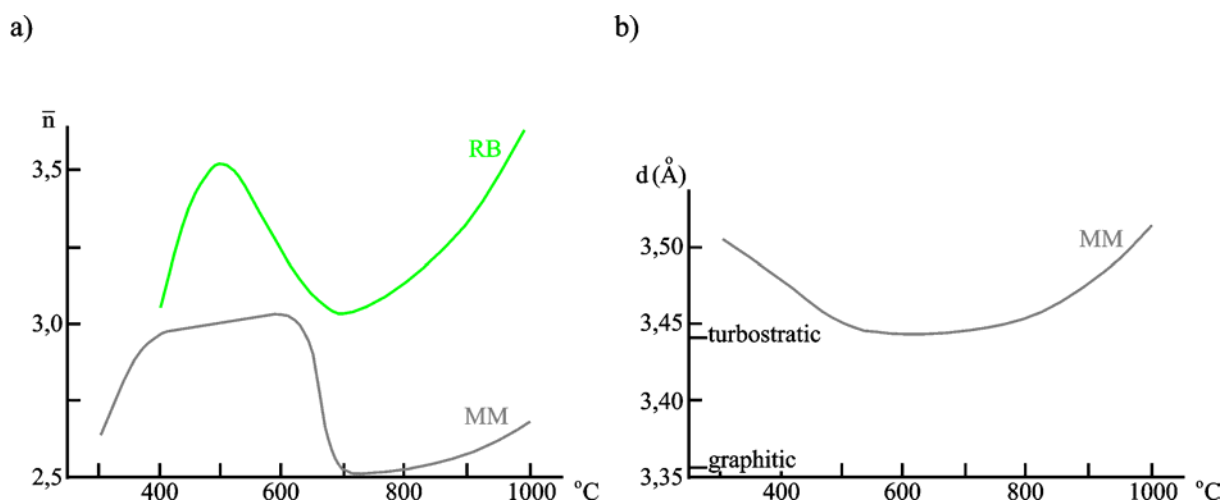 a)
n̅
3,5
3,0
2,5
RB
MM
400 600 800 1000 °C
b)
d (Å)
3,50
3,45
turbostratic
3,40
graphitic
3,35
MM
400 600 800 1000 °C